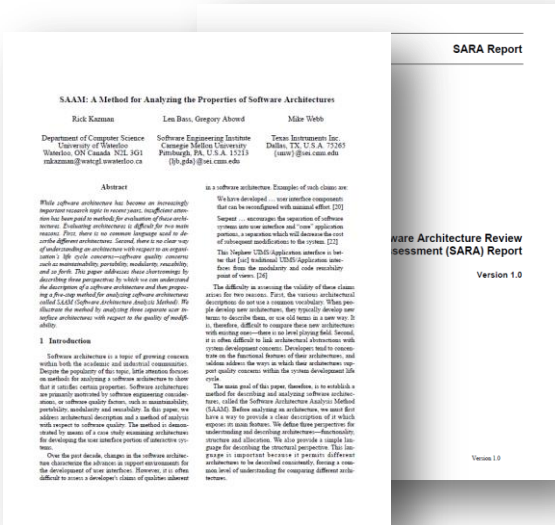 SAAM: A Method for Analyzing the Properties of Software Architectures
Rick Kazman
Len Bass, Gregory Abowd
Mike Webb
Department of Computer Science
University of Waterloo
Waterloo, ON Canada N2L 3G1
rnkazman@watcgl.uwaterloo.ca
Software Engineering Institute
Carnegie Mellon University
Pittsburgh, PA, U.S.A. 15213
{ljb,gda}@sei.cmu.edu
Texas Instruments Inc.
Dallas, TX, U.S.A. 75265
{umw}@sei.cmu.edu
Abstract
While software architecture has become an increasingly
important research topic in recent years, insufficient atten-
tion has been paid to methods for evaluation of these archi-
tectures. Evaluating architectures is difficult for two main
reasons. First, there is no common language used to de-
scribe different architectures. Second, there is no clear way
of understanding an architecture with respect to an organi-
zation's life cycle concerns—software quality concerns
such as maintainability, portability, modularity, reusability,
and so forth. This paper addresses these shortcomings by
describing three perspectives by which we can understand
the description of a software architecture and then propos-
ing a five-step method for analyzing software architectures
called SAAM (Software Architecture Analysis Method). We
illustrate the method by analyzing three separate user in-
terface architectures with respect to the quality of modifi-
ability.
1 Introduction
Software architecture is a topic of growing concern
within both the academic and industrial communities.
Despite the popularity of this topic, little attention focuses
on methods for analyzing a software architecture to show
that it satisfies certain properties. Software architectures
are primarily motivated by software engineering consider-
ations, or software quality factors, such as maintainability,
portability, modularity and reusability. In this paper, we
address architectural description and a method of analysis
with respect to software quality. The method is demon-
strated by means of a case study examining architectures
for developing the user interface portion of interactive sys-
tems.
Over the past decade, changes in the software architec-
ture characterize the advances in support environments for
the development of user interfaces. However, it is often
difficult to assess a developer's claims of qualities inherent
in a software architecture. Examples of such claims are:
We have developed ... user interface components
that can be reconfigured with minimal effort. [20]
Serpent ... encourages the separation of software
systems into user interface and "core" application
portions, a separation which will decrease the cost
of subsequent modifications to the system. [22]
This Nephew UIMS/Application interface is bet-
ter that [sic] traditional UIMS/Application inter-
faces from the modularity and code reusability
point of views. [26]
The difficulty in assessing the validity of these claims
arises for two reasons. First, the various architectural
descriptions do not use a common vocabulary. When peo-
ple develop new architectures, they typically develop new
terms to describe them, or use old terms in a new way. It
is, therefore, difficult to compare these new architectures
with existing ones—there is no level playing field. Second,
it is often difficult to link architectural abstractions with
system development concerns. Developers tend to concen-
trate on the functional features of their architectures, and
seldom address the ways in which their architectures sup-
port quality concerns within the system development life
cycle.
The main goal of this paper, therefore, is to establish a
method for describing and analyzing software architec-
tures, called the Software Architecture Analysis Method
(SAAM). Before analyzing an architecture, we must first
have a way to provide a clear description of it which
exposes its main features. We define three perspectives for
understanding and describing architectures—functionality,
structure and allocation. We also provide a simple lan-
guage for describing the structural perspective. This lan-
guage is important because it permits different
architectures to be described consistently, forcing a com-
mon level of understanding for comparing different archi-
tectures.
SARA Report
ware Architecture Review
ssessment (SARA) Report
Version 1.0
Version 1.0